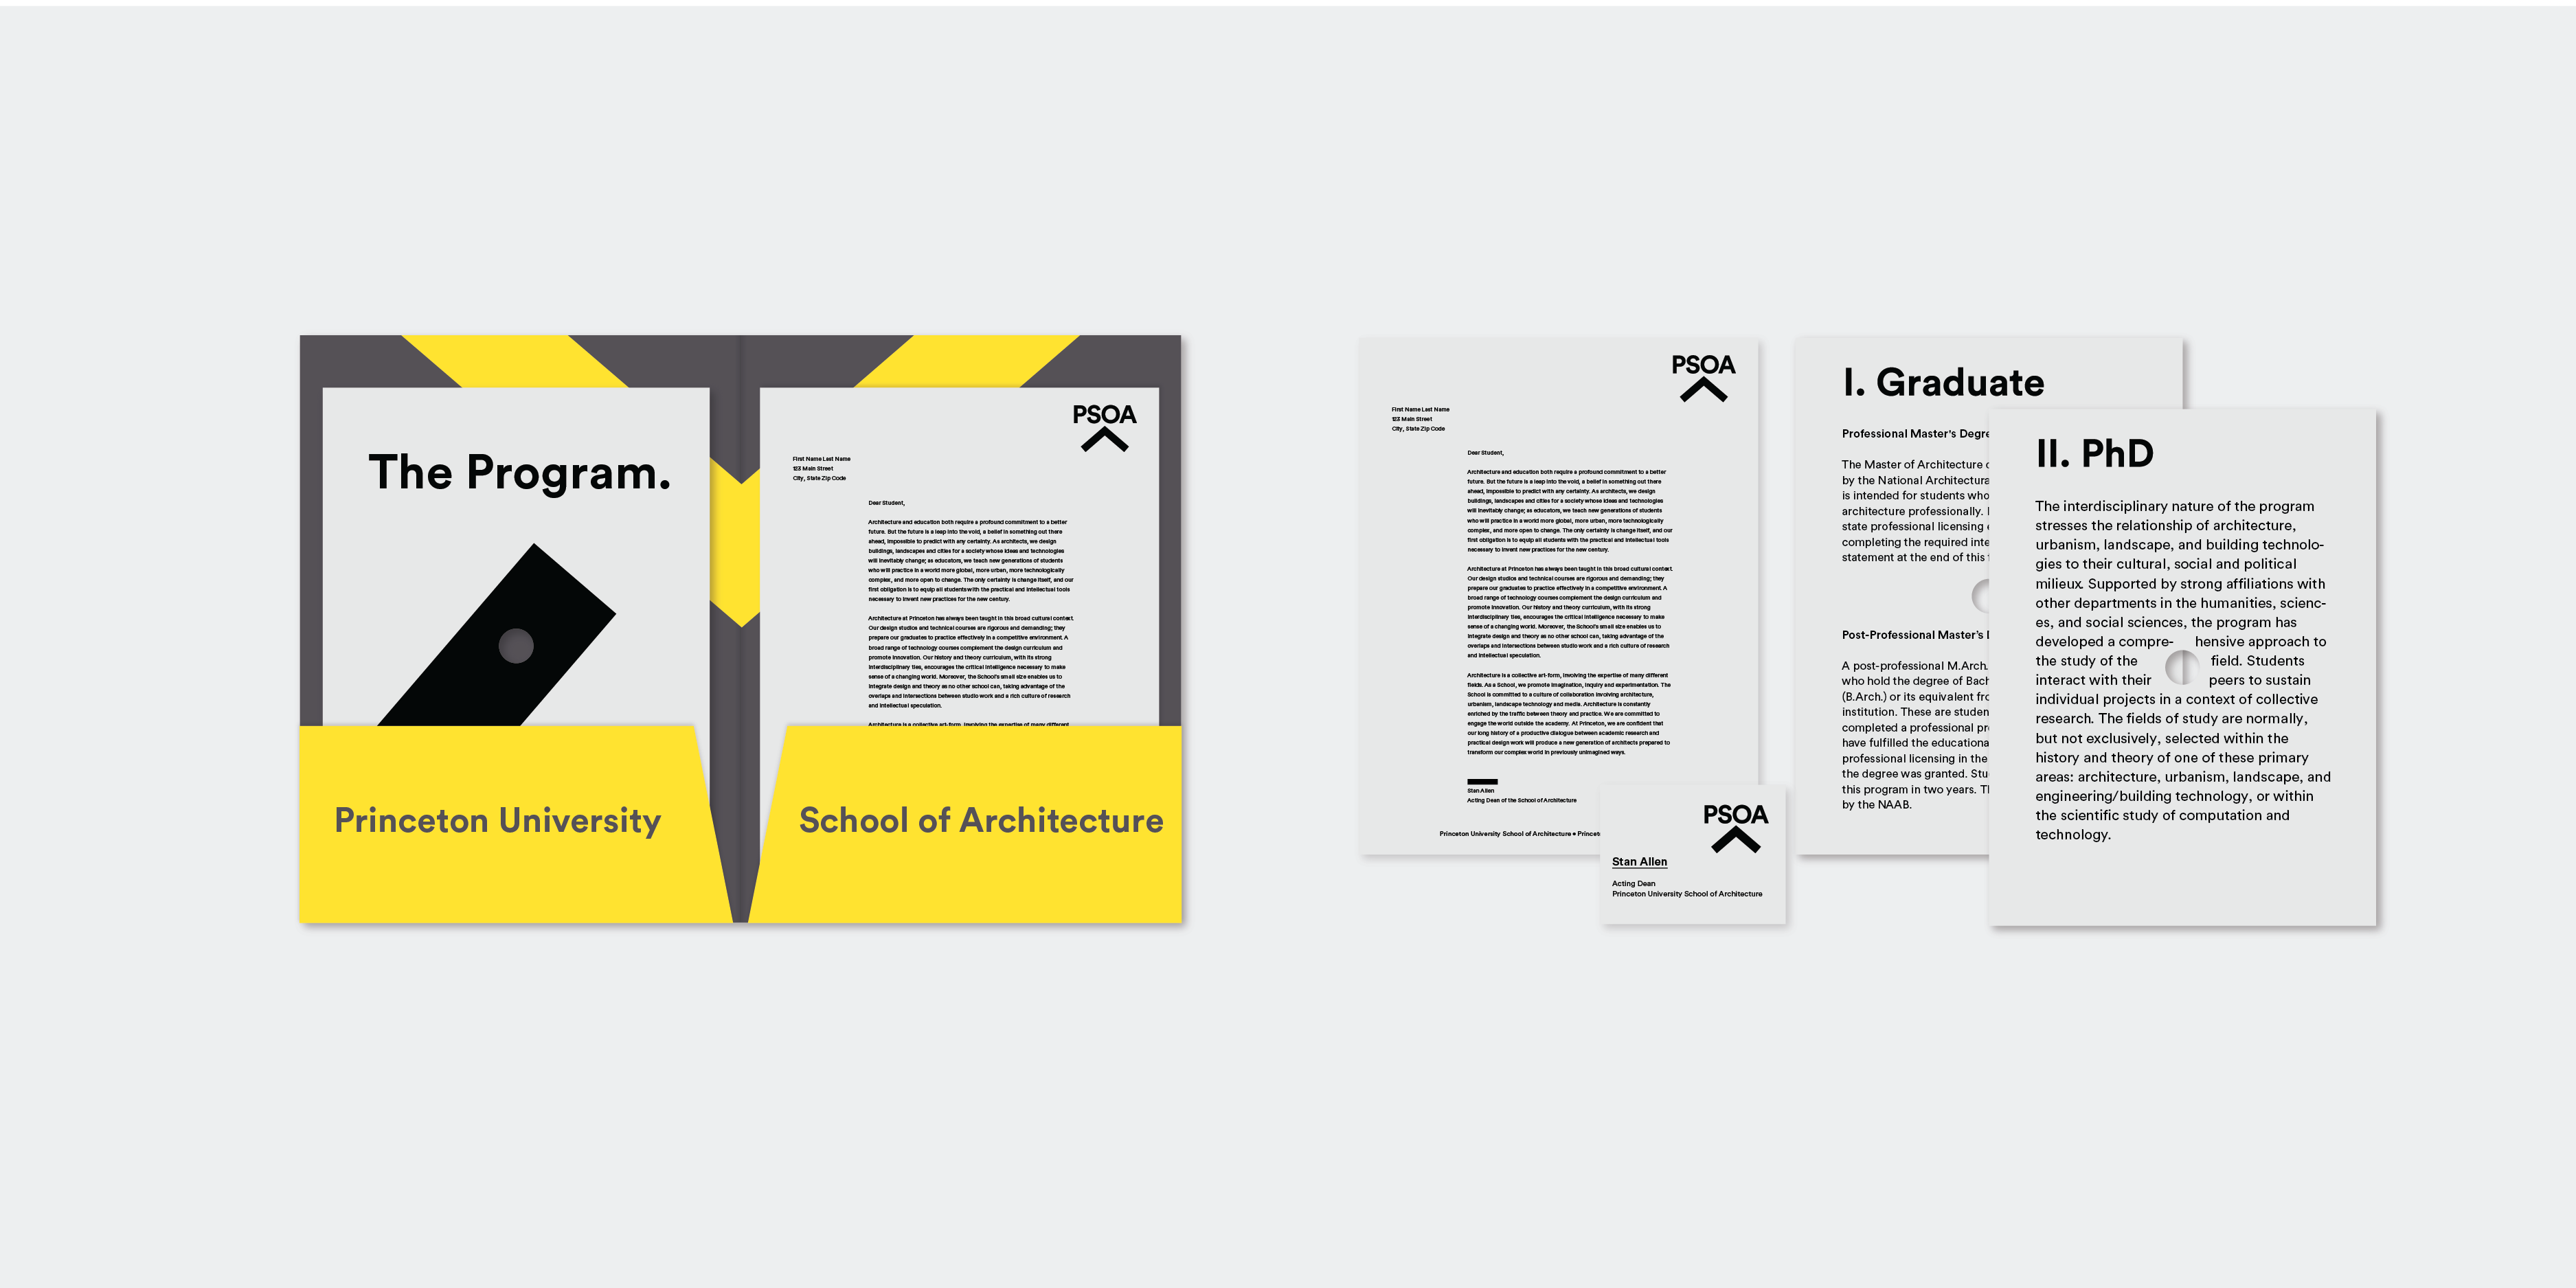 The Program.
PSOA
First Name Last Name
123 Main Street
City, State Zip Code
Dear Student,
Architecture and education both require a profound commitment to a better
future. But the future is a leap into the void, a belief in something out there
ahead, impossible to predict with any certainty. As architects, we design
buildings, landscapes and cities for a society whose ideas and technologies
will inevitably change; as educators, we teach new generations of students
who will practice in a world more global, more urban, more technologically
complex, and more open to change. The only certainty is change itself, and our
first obligation is to equip all students with the practical and intellectual tools
necessary to invent new practices for the new century.
Architecture at Princeton has always been taught in this broad cultural context.
Our design studios and technical courses are rigorous and demanding; they
prepare our graduates to practice effectively in a competitive environment. A
broad range of technology courses complement the design curriculum and
promote innovation. Our history and theory curriculum, with its strong
interdisciplinary ties, encourages the critical intelligence necessary to make
sense of a changing world. Moreover, the School's small size enables us to
integrate design and theory as no other school can, taking advantage of the
overlaps and intersections between studio work and a rich culture of research
and intellectual speculation.
Architecture is a collective art-form, involving the expertise of many different
Princeton University
School of Architecture
PSOA
First Name Last Name
123 Main Street
City, State Zip Code
Dear Student,
Architecture and education both require a profound commitment to a better
future. But the future is a leap into the void, a belief in something out there
ahead, impossible to predict with any certainty. As architects, we design
buildings, landscapes and cities for a society whose ideas and technologies
will inevitably change; as educators, we teach new generations of students
who will practice in a world more global, more urban, more technologically
complex, and more open to change. The only certainty is change itself, and our
first obligation is to equip all students with the practical and intellectual tools
necessary to invent new practices for the new century.
Architecture at Princeton has always been taught in this broad cultural context.
Our design studios and technical courses are rigorous and demanding; they
prepare our graduates to practice effectively in a competitive environment. A
broad range of technology courses complement the design curriculum and
promote innovation. Our history and theory curriculum, with its strong
interdisciplinary ties, encourages the critical intelligence necessary to make
sense of a changing world. Moreover, the School's small size enables us to
integrate design and theory as no other school can, taking advantage of the
overlaps and intersections between studio work and a rich culture of research
and intellectual speculation.
Architecture is a collective art-form, involving the expertise of many different
fields. As a School, we promote imagination, inquiry and experimentation. The
School is committed to a culture of collaboration involving architecture,
urbanism, landscape technology and media. Architecture is constantly
enriched by the traffic between theory and practice. We are committed to
engage the world outside the academy. At Princeton, we are confident that
our long history of a productive dialogue between academic research and
practical design work will produce a new generation of architects prepared to
transform our complex world in previously unimagined ways.
Stan Allen
Acting Dean of the School of Architecture
Princeton University School of Architecture •
PSOA
Stan Allen
Acting Dean
Princeton University School of Architecture
I. Graduate
Professional Master's
The Master of Architecture
by the National
is intended for students who
architecture professionally.
state professional licensing
completing the required
statement at the end of this
Post-Professional Master's
A post-professional M.Arch.
who hold the degree of
(B.Arch.) or its equivalent
institution. These are
completed a professional
have fulfilled the
professional licensing in the
the degree was granted.
this program in two years.
by the NAAB.
II. PhD
The interdisciplinary nature of the program
stresses the relationship of architecture,
urbanism, landscape, and building technolo-
gies to their cultural, social and political
milieux. Supported by strong affiliations with
other departments in the humanities, scienc-
es, and social sciences, the program has
developed a compre- hensive approach to
the study of the field. Students
interact with their peers to sustain
individual projects in a context of collective
research. The fields of study are normally,
but not exclusively, selected within the
history and theory of one of these primary
areas: architecture, urbanism, landscape, and
engineering/building technology, or within
the scientific study of computation and
technology.